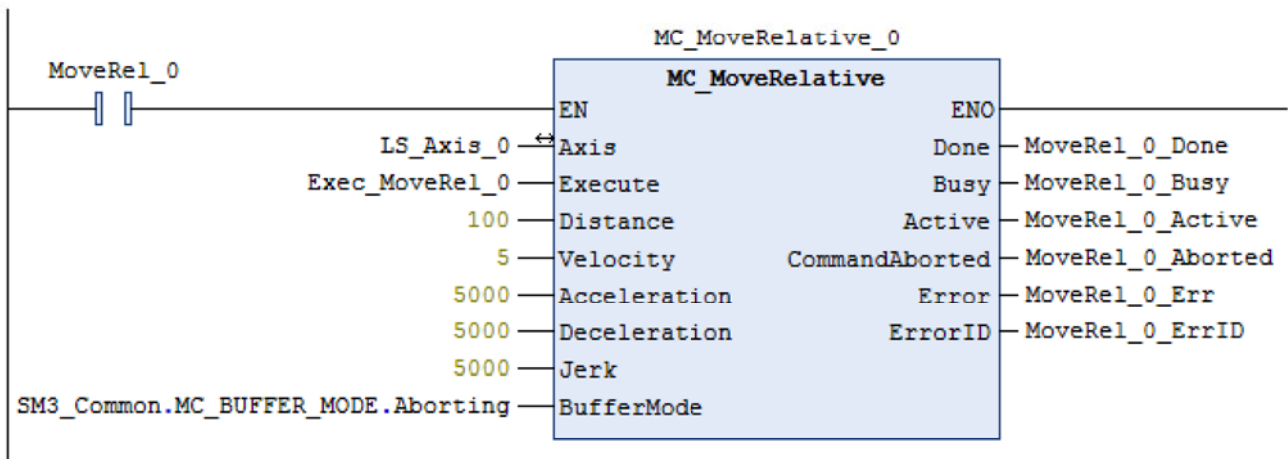 MC_MoveRelative_0
MoveRel_0
MC_MoveRelative
EN ENO
LS_Axis_0 Axis Done MoveRel_0_Done
Exec_MoveRel_0 Execute Busy MoveRel_0_Busy
100 Distance Active MoveRel_0_Active
5 Velocity CommandAborted MoveRel_0_Aborted
5000 Acceleration Error MoveRel_0_Err
5000 Deceleration ErrorID MoveRel_0_ErrID
5000 Jerk
SM3_Common.MC_BUFFER_MODE.Aborting BufferMode